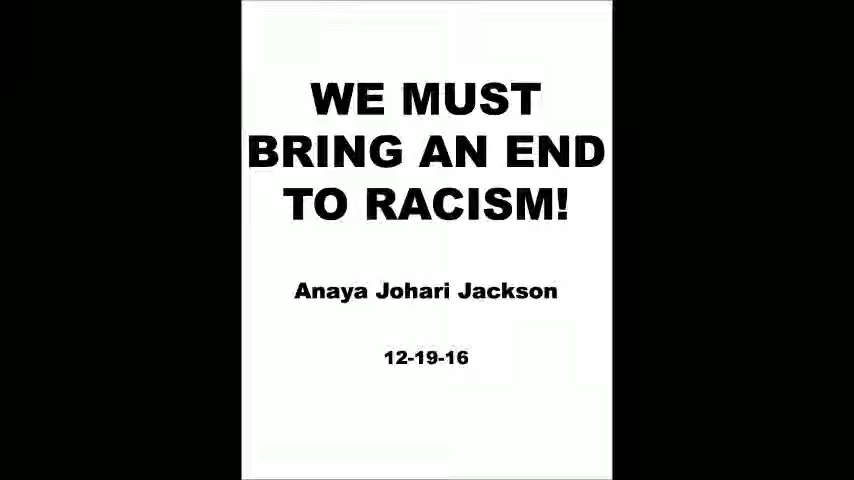 WE MUST
BRING AN END
TO RACISM!
Anaya Johari Jackson
12-19-16